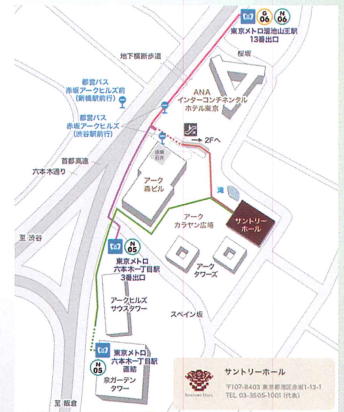 G
06
N
06
東京メトロ溜池山王駅
13番出口
地下横断歩道
桜坂
都営バス
赤坂アークヒルズ前
(新橋駅前行)
ANA
インターコンチネンタル
ホテル東京
都営バス
赤坂アークヒルズ
(渋谷駅前行)
→ 2Fへ
首都高速
六本木通り
アーク
森ビル
滝
サントリー
ホール
アーク
カラヤン広場
至 渋谷
N
05
東京メトロ
六本木一丁目駅
3番出口
アーク
タワーズ
アークヒルズ
サウスタワー
スペイン坂
東京メトロ
六本木一丁目駅
直結
N
05
泉ガーデン
タワー
至 飯倉
SUNTORY HALL
サントリーホール
〒107-8403 東京都港区赤坂1-13-1
TEL 03-3505-1001 (代表)